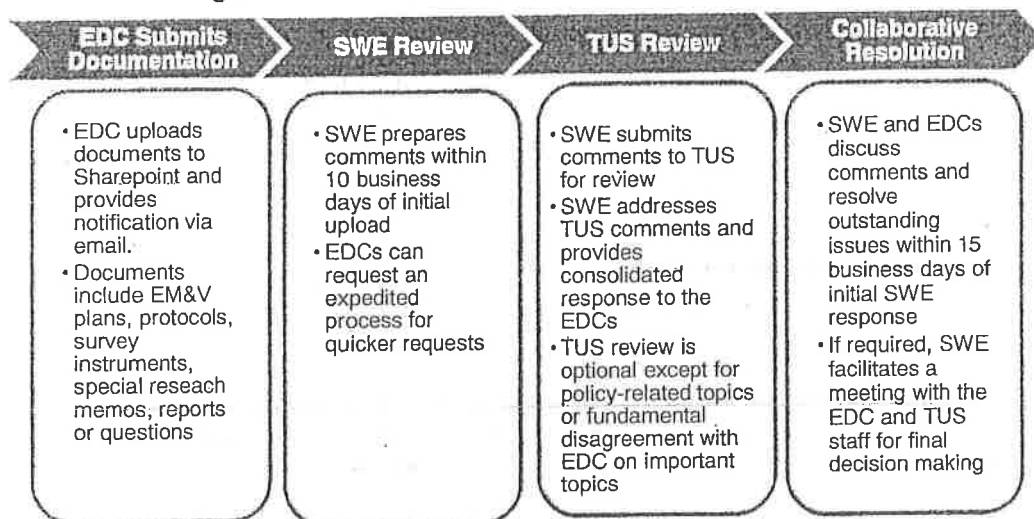 EDC Submits
Documentation
• EDC uploads
documents to
Sharepoint and
provides
notification via
email.
• Documents
include EM&V
plans, protocols,
survey
instruments,
special reseach
memos, reports
or questions
SWE Review
• SWE prepares
comments within
10 business
days of initial
upload
• EDCs can
request an
expedited
process for
quicker requests
TUS Review
• SWE submits
comments to TUS
for review
• SWE addresses
TUS comments and
provides
consolidated
response to the
EDCs
• TUS review is
optional except for
policy-related topics
or fundamental
disagreement with
EDC on important
topics
Collaborative
Resolution
• SWE and EDCs
discuss
comments and
resolve
outstanding
issues within 15
business days of
initial SWE
response
• If required, SWE
facilitates a
meeting with the
EDC and TUS
staff for final
decision making